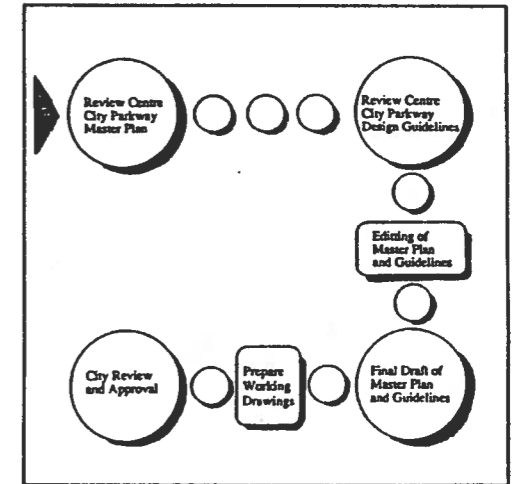 Review Centre
City Parkway
Master Plan
Review Centre
City Parkway
Design Guidelines
Editting of
Master Plan
and Guidelines
Final Draft of
Master Plan
and Guidelines
Prepare
Working
Drawings
City Review
and Approval